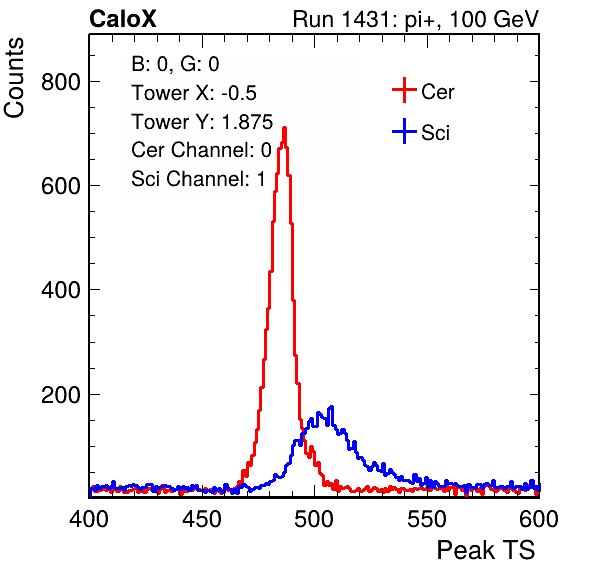 CaloX Run 1431: pi+, 100 GeV
Counts
B: 0, G: 0
Tower X: -0.5
Tower Y: 1.875
Cer Channel: 0
Sci Channel: 1
Cer
Sci
800
600
400
200
400 450 500 550 600
Peak TS